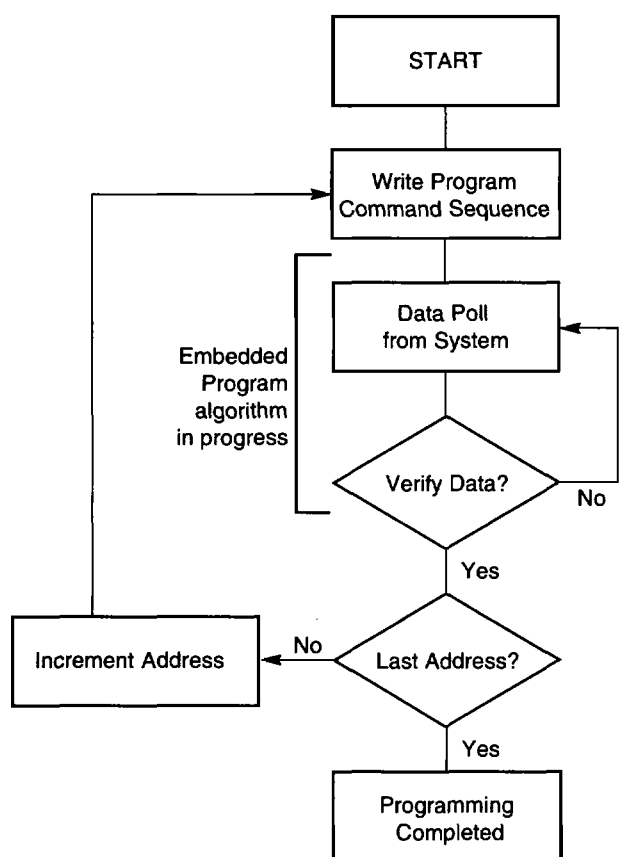 START
Write Program
Command Sequence
Data Poll
from System
Embedded
Program
algorithm
in progress
Verify Data?
No
Yes
Last Address?
No
Increment Address
Yes
Programming
Completed